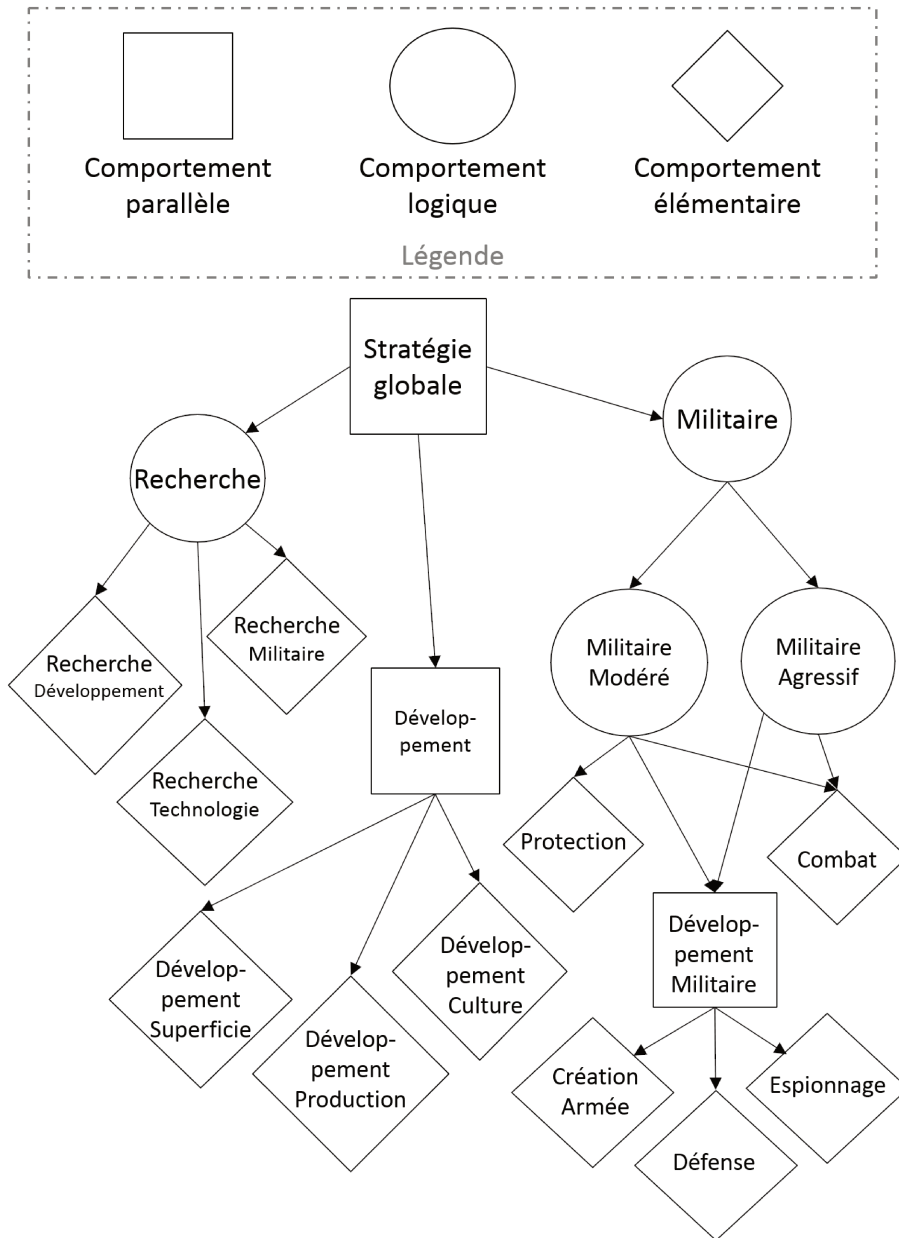 Comportement
parallèle
Comportement
logique
Comportement
élémentaire
Légende
Stratégie
globale
Militaire
Recherche
Recherche
Développement
Recherche
Militaire
Recherche
Technologie
Dévelop-
pement
Militaire
Modéré
Militaire
Agressif
Protection
Combat
Dévelop-
pement
Superficie
Dévelop-
pement
Production
Dévelop-
pement
Culture
Dévelop-
pement
Militaire
Création
Armée
Défense
Espionnage